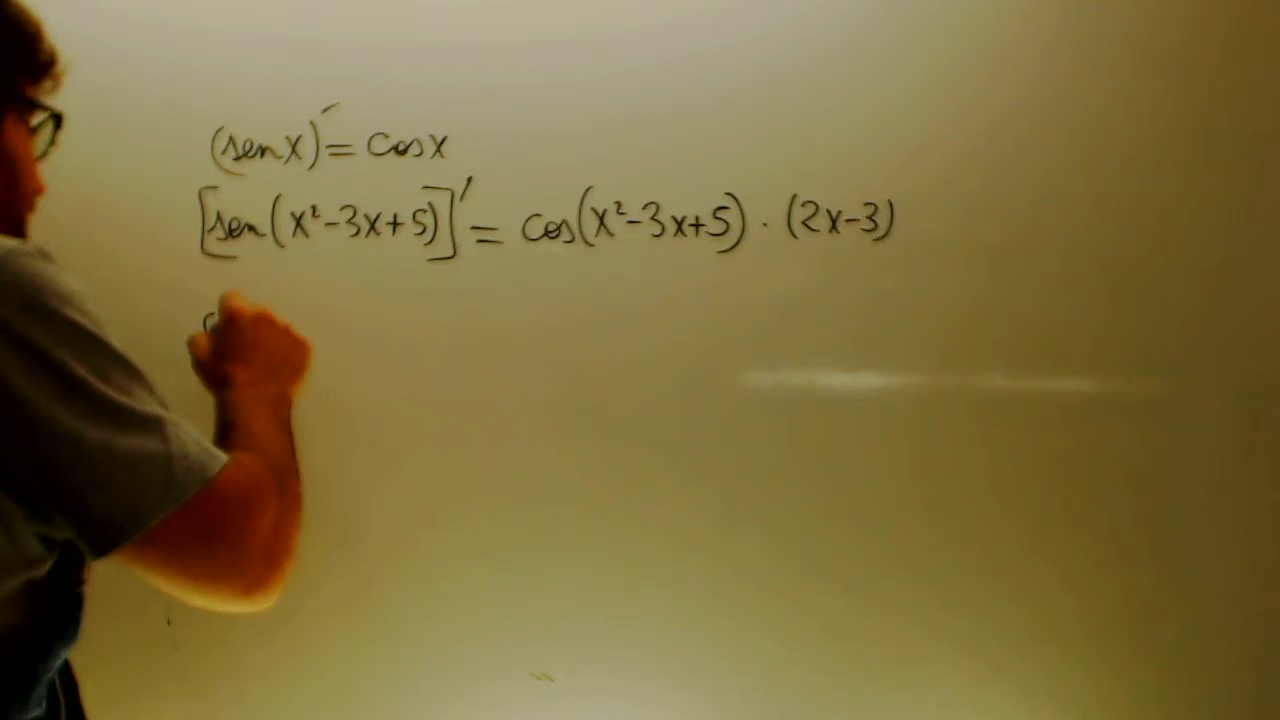 (sen x)′ = cos x
[sen(x²-3x+5)]′ = cos(x²-3x+5) · (2x-3)
(